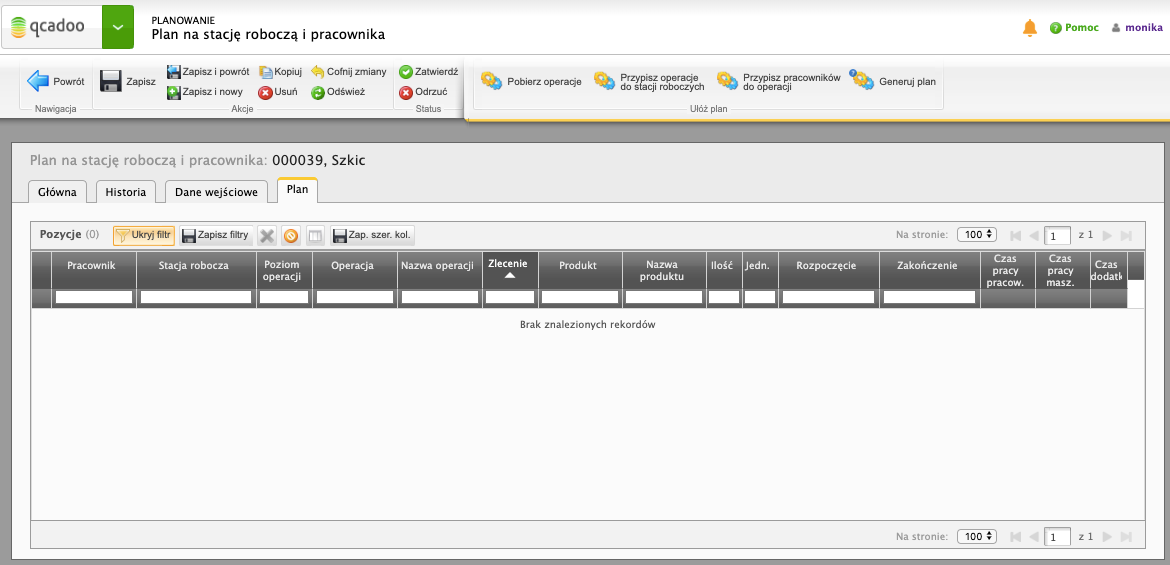 qcadoo
PLANOWANIE
Plan na stację roboczą i pracownika
Pomoc
monika
Powrót
Zapisz
Zapisz i powrót
Kopiuj
Cofnij zmiany
Zapisz i nowy
Usuń
Odśwież
Zatwierdź
Odrzuć
Pobierz operacje
Przypisz operacje
do stacji roboczych
Przypisz pracowników
do operacji
Generuj plan
Nawigacja
Akcje
Status
Ułóż plan
Plan na stację roboczą i pracownika: 000039, Szkic
Główna
Historia
Dane wejściowe
Plan
Pozycje (0)
Ukryj filtr
Zapisz filtry
Zap. szer. kol.
Na stronie: 100
1 z 1
Pracownik
Stacja robocza
Poziom
operacji
Operacja
Nazwa operacji
Zlecenie
Produkt
Nazwa
produktu
Ilość
Jedn.
Rozpoczęcie
Zakończenie
Czas
pracy
pracow.
Czas
pracy
masz.
Czas
dodatk
Brak znalezionych rekordów
Na stronie: 100
1 z 1